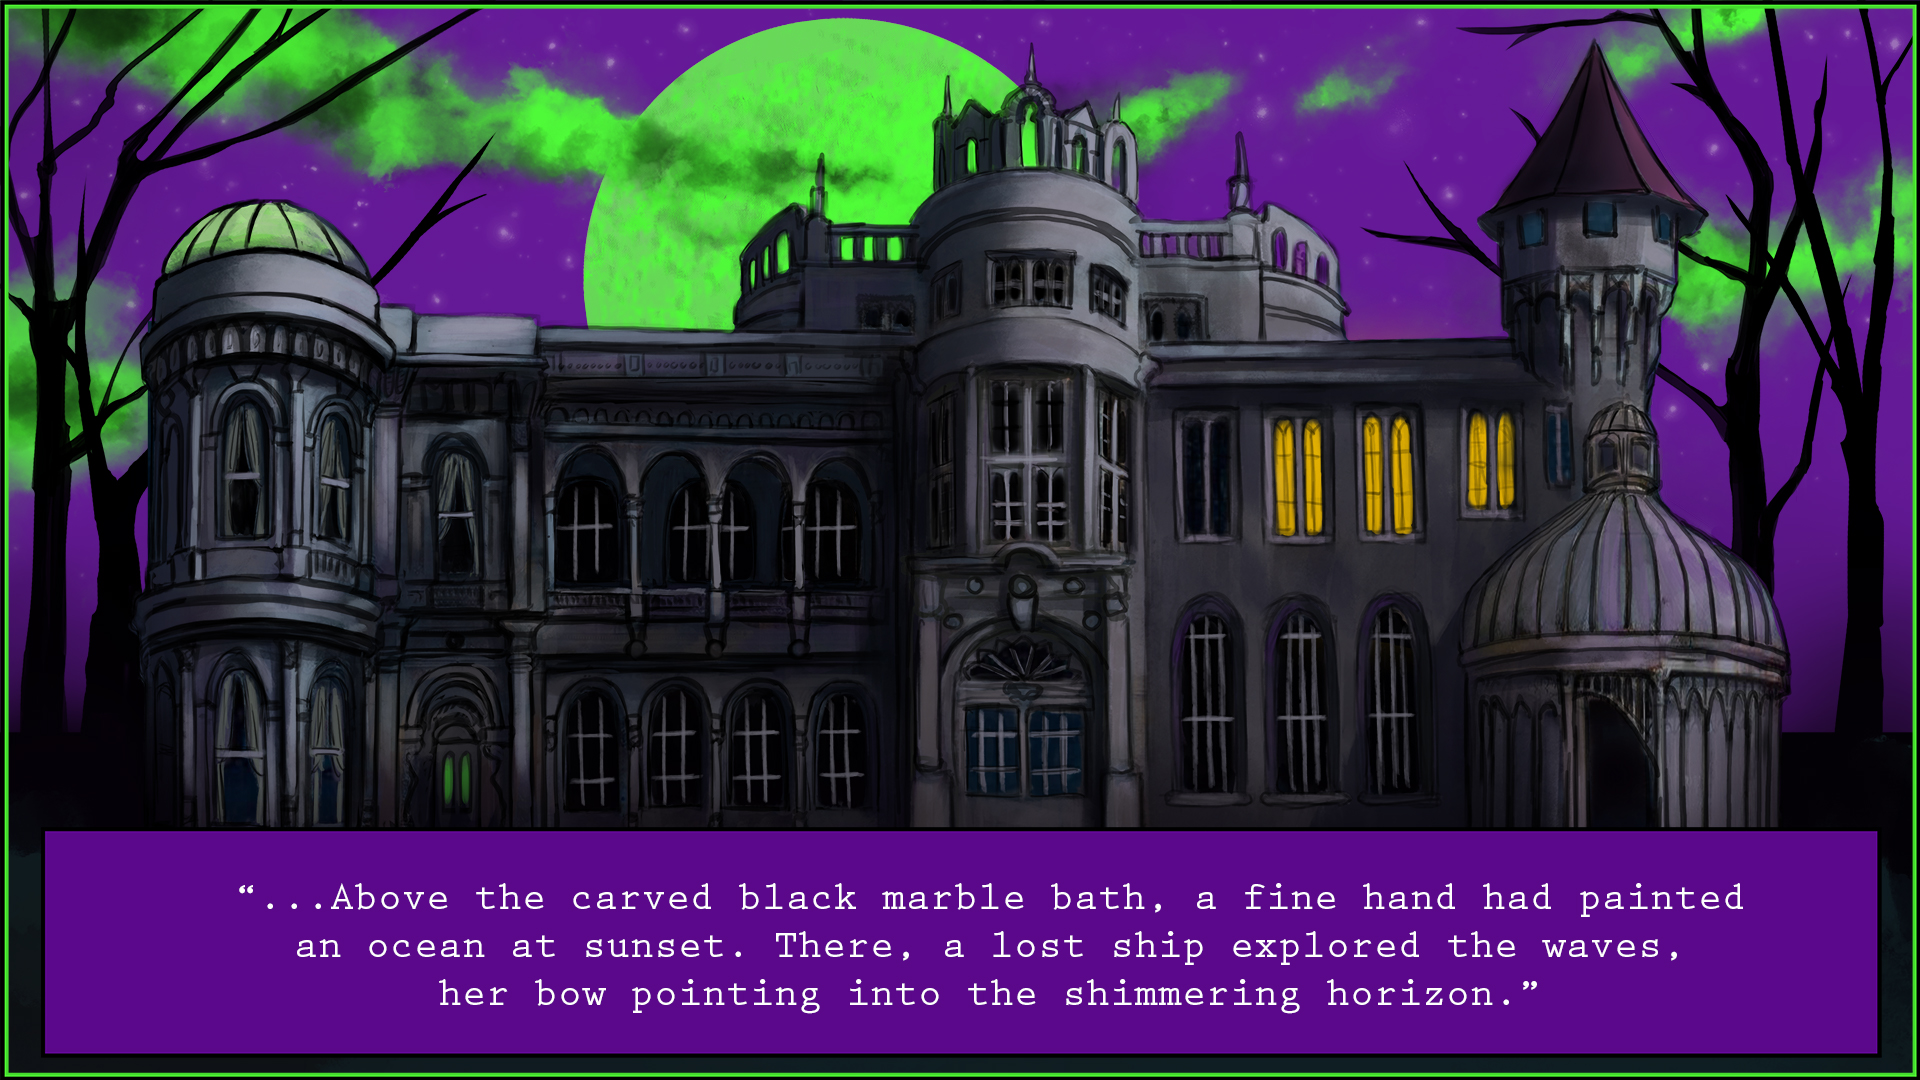 “...Above the carved black marble bath, a fine hand had painted
an ocean at sunset. There, a lost ship explored the waves,
her bow pointing into the shimmering horizon.”